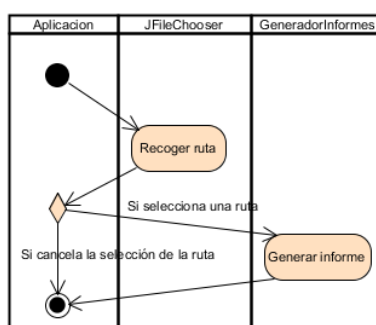 Aplicacion
JFileChooser
GeneradorInformes
Recoger ruta
Si selecciona una ruta
Si cancela la selección de la ruta
Generar informe